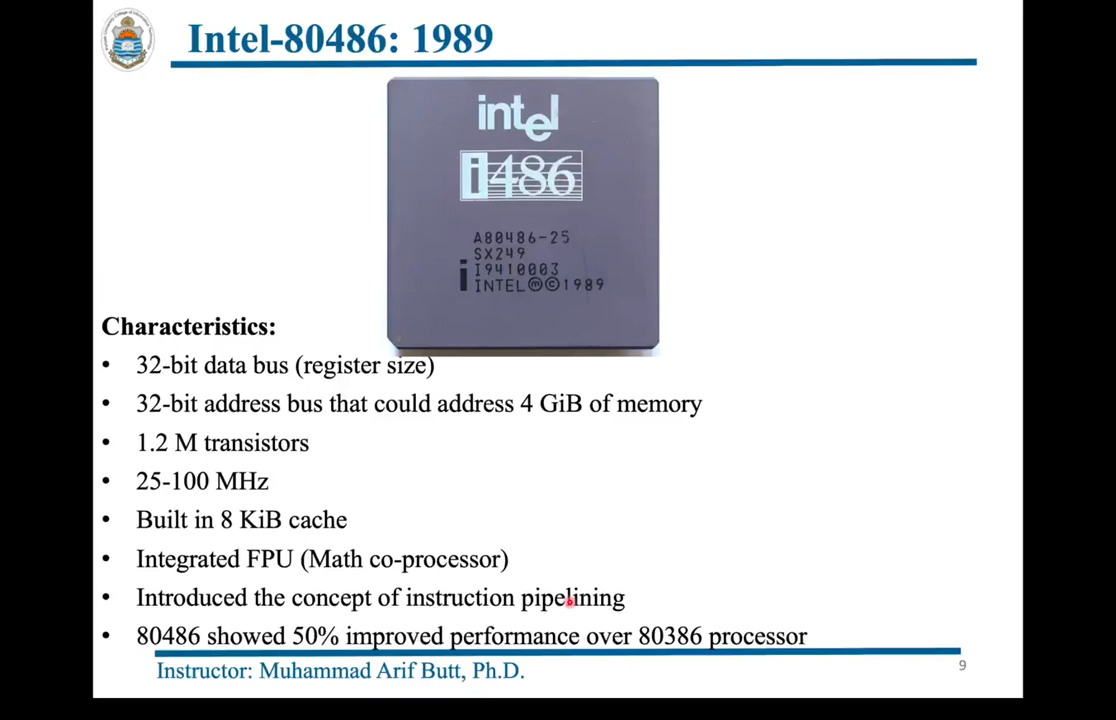 Intel-80486: 1989
intel
i486
A80486-25
SX249
I9410003
INTEL Ⓜ©1989
Characteristics:
• 32-bit data bus (register size)
• 32-bit address bus that could address 4 GiB of memory
• 1.2 M transistors
• 25-100 MHz
• Built in 8 KiB cache
• Integrated FPU (Math co-processor)
• Introduced the concept of instruction pipelining
• 80486 showed 50% improved performance over 80386 processor
Instructor: Muhammad Arif Butt, Ph.D.
9